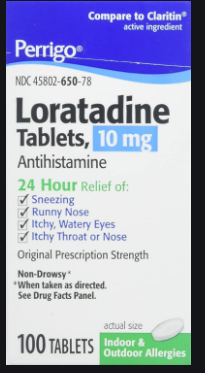 Compare to Claritin®
active ingredient
Perrigo®
NDC 45802-650-78
Loratadine
Tablets, 10 mg
Antihistamine
24 Hour Relief of:
Sneezing
Runny Nose
Itchy, Watery Eyes
Itchy Throat or Nose
Original Prescription Strength
Non-Drowsy*
*When taken as directed.
See Drug Facts Panel.
actual size
100 TABLETS
Indoor &
Outdoor Allergies